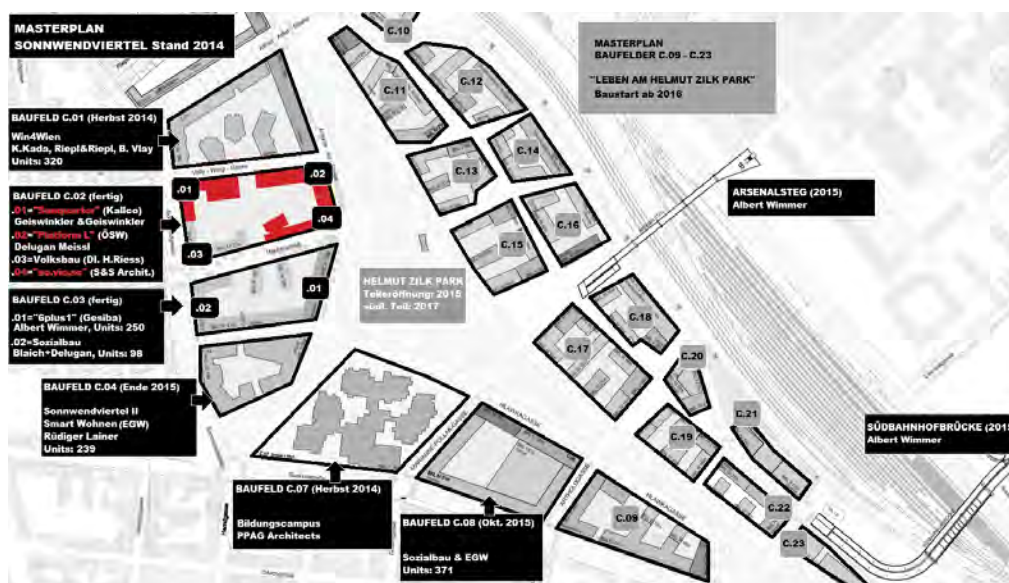 MASTERPLAN
SONNWENDVIERTEL Stand 2014
BAUFELD C.01 (Herbst 2014)
Win4Wien
K.Kada, Riepl&Riepl, B. Vlay
Units: 320
BAUFELD C.02 (fertig)
.01="Sonnquartier" (Kallco)
Geiswinkler &Geiswinkler
.02="Platform L" (ÖSW)
Delugan Meissl
.03=Volksbau (DI. H.Riess)
.04="so.vie.so" (S&S Archit.)
BAUFELD C.03 (fertig)
.01="6plus1" (Gesiba)
Albert Wimmer, Units: 250
.02=Sozialbau
Blaich+Delugan, Units: 98
BAUFELD C.04 (Ende 2015)
Sonnwendviertel II
Smart Wohnen (EGW)
Rüdiger Lainer
Units: 239
BAUFELD C.07 (Herbst 2014)
Bildungscampus
PPAG Architects
BAUFELD C.08 (Okt. 2015)
Sozialbau & EGW
Units: 371
.01
.02
.03
.04
.01
.02
HELMUT ZILK PARK
Teileröffnung: 2015
südl. Teil: 2017
MASTERPLAN
BAUFELDER C.09 - C.23
"LEBEN AM HELMUT ZILK PARK"
Baustart ab 2016
ARSENALSTEG (2015)
Albert Wimmer
SÜDBAHNHOFBRÜCKE (2015
Albert Wimmer
C.10
C.11
C.12
C.13
C.14
C.15
C.16
C.17
C.18
C.19
C.20
C.21
C.22
C.23
C.09